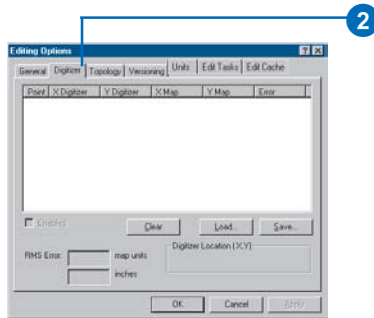 2
Editing Options
General Digitizer Topology Versioning Units Edit Tasks Edit Cache
Point X Digitizer Y Digitizer X Map Y Map Error
Enabled Clear Load... Save...
Digitizer Location (X,Y)
RMS Error: map units
inches
OK Cancel Apply